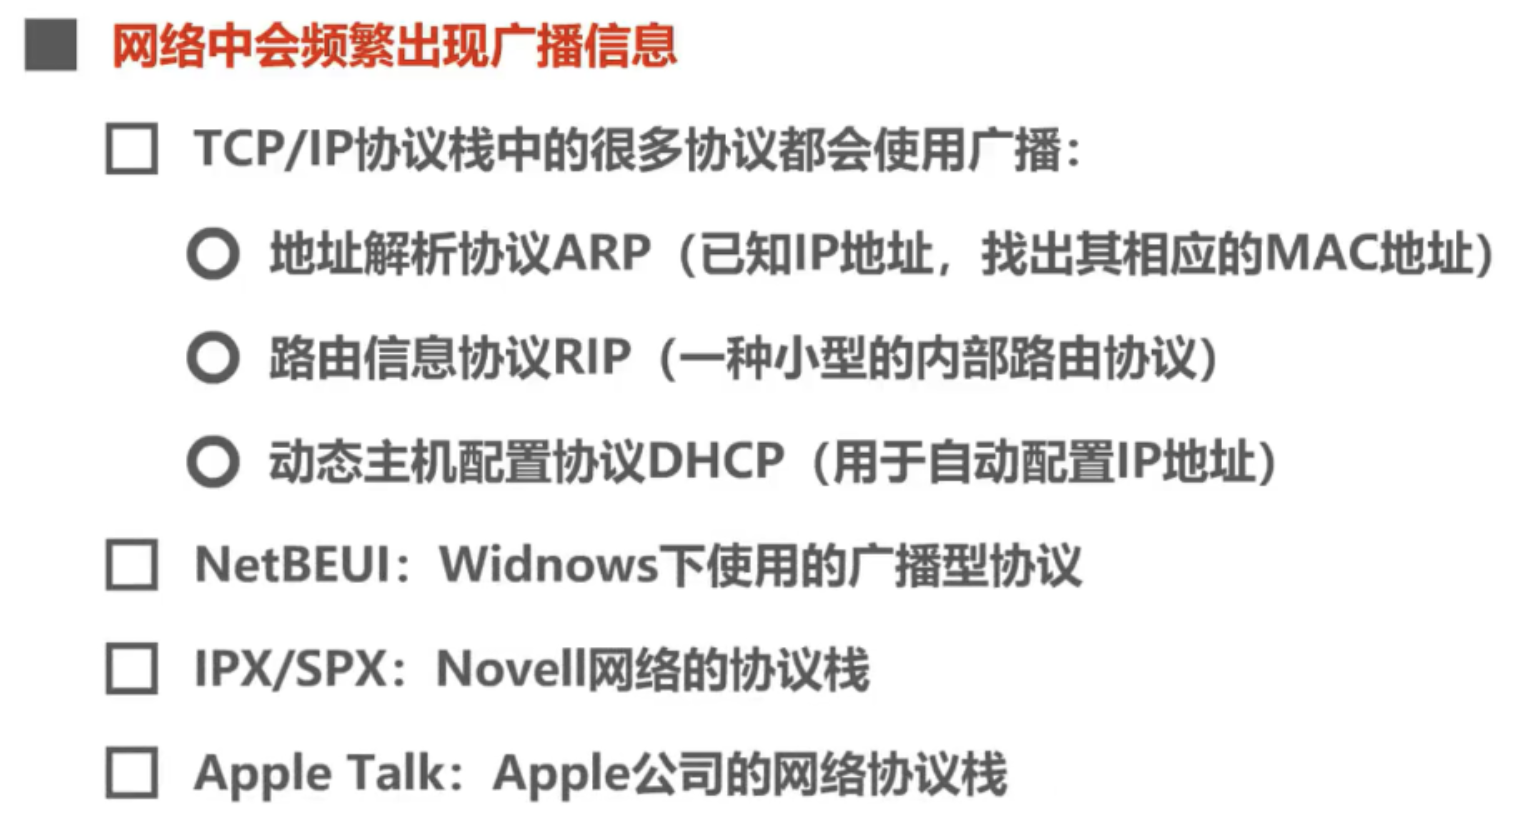 网络中会频繁出现广播信息
TCP/IP协议栈中的很多协议都会使用广播：
地址解析协议ARP（已知IP地址，找出其相应的MAC地址）
路由信息协议RIP（一种小型的内部路由协议）
动态主机配置协议DHCP（用于自动配置IP地址）
NetBEUI：Widnows下使用的广播型协议
IPX/SPX：Novell网络的协议栈
Apple Talk：Apple公司的网络协议栈